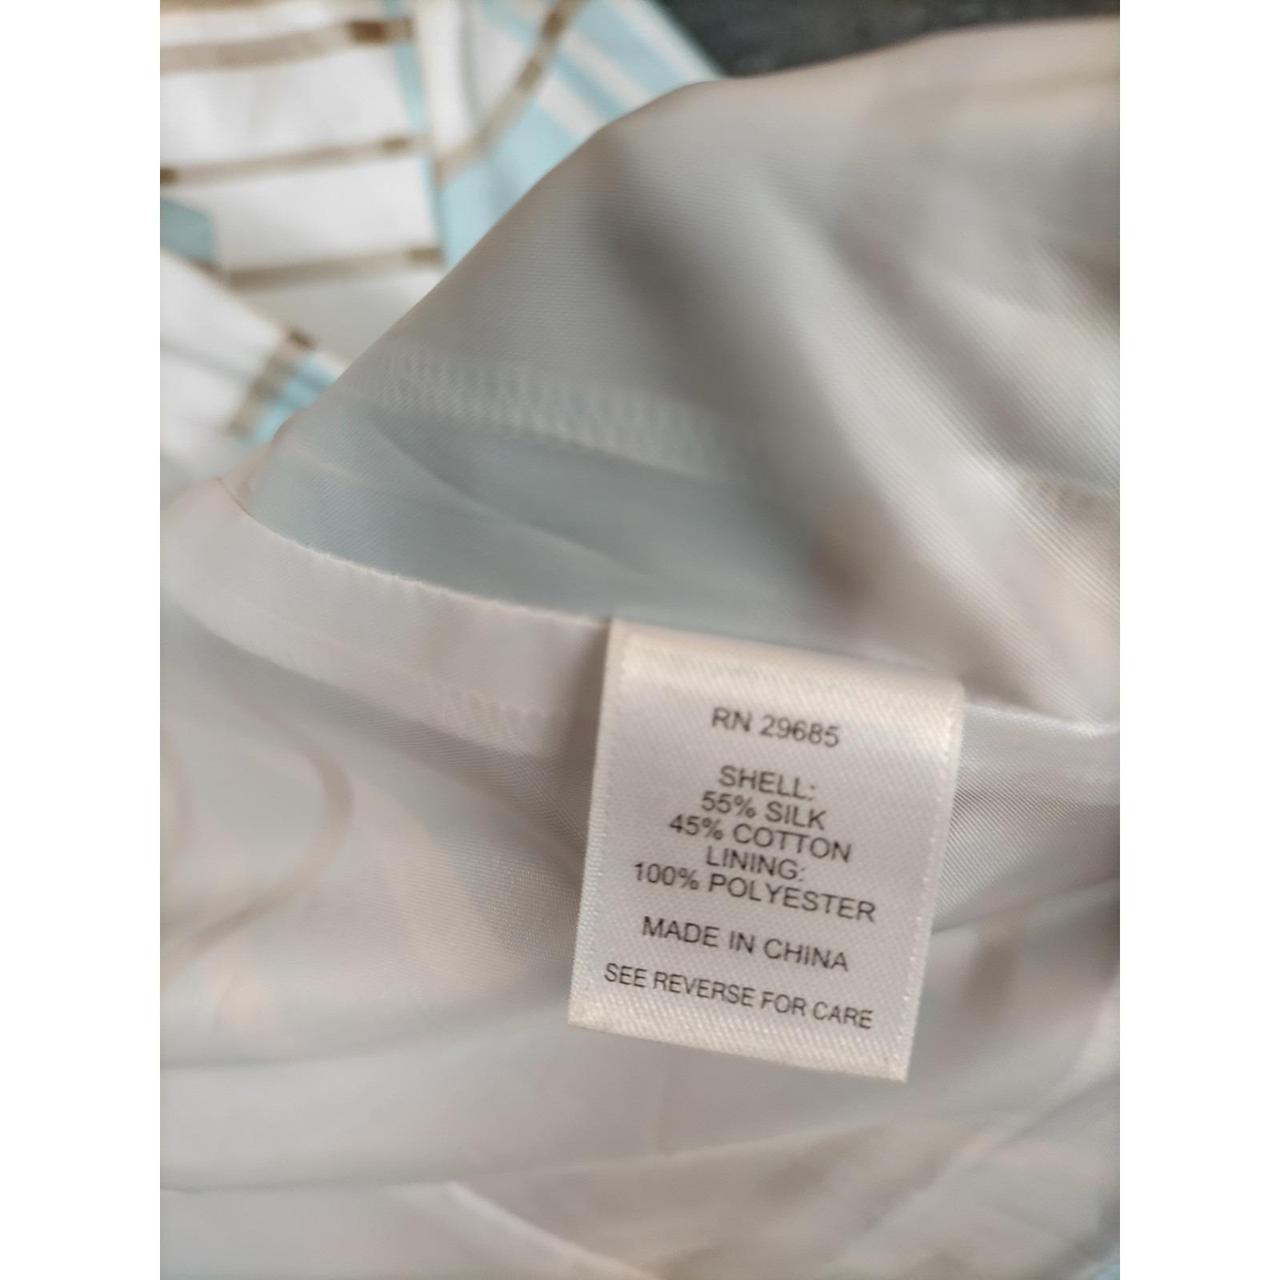 RN 29685
SHELL:
55% SILK
45% COTTON
LINING:
100% POLYESTER
MADE IN CHINA
SEE REVERSE FOR CARE